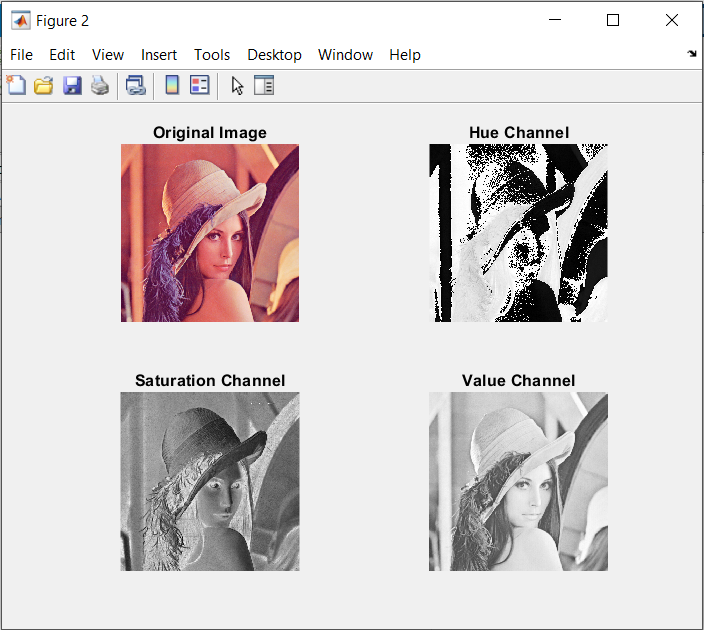 Figure 2
File Edit View Insert Tools Desktop Window Help
Original Image
Hue Channel
Saturation Channel
Value Channel